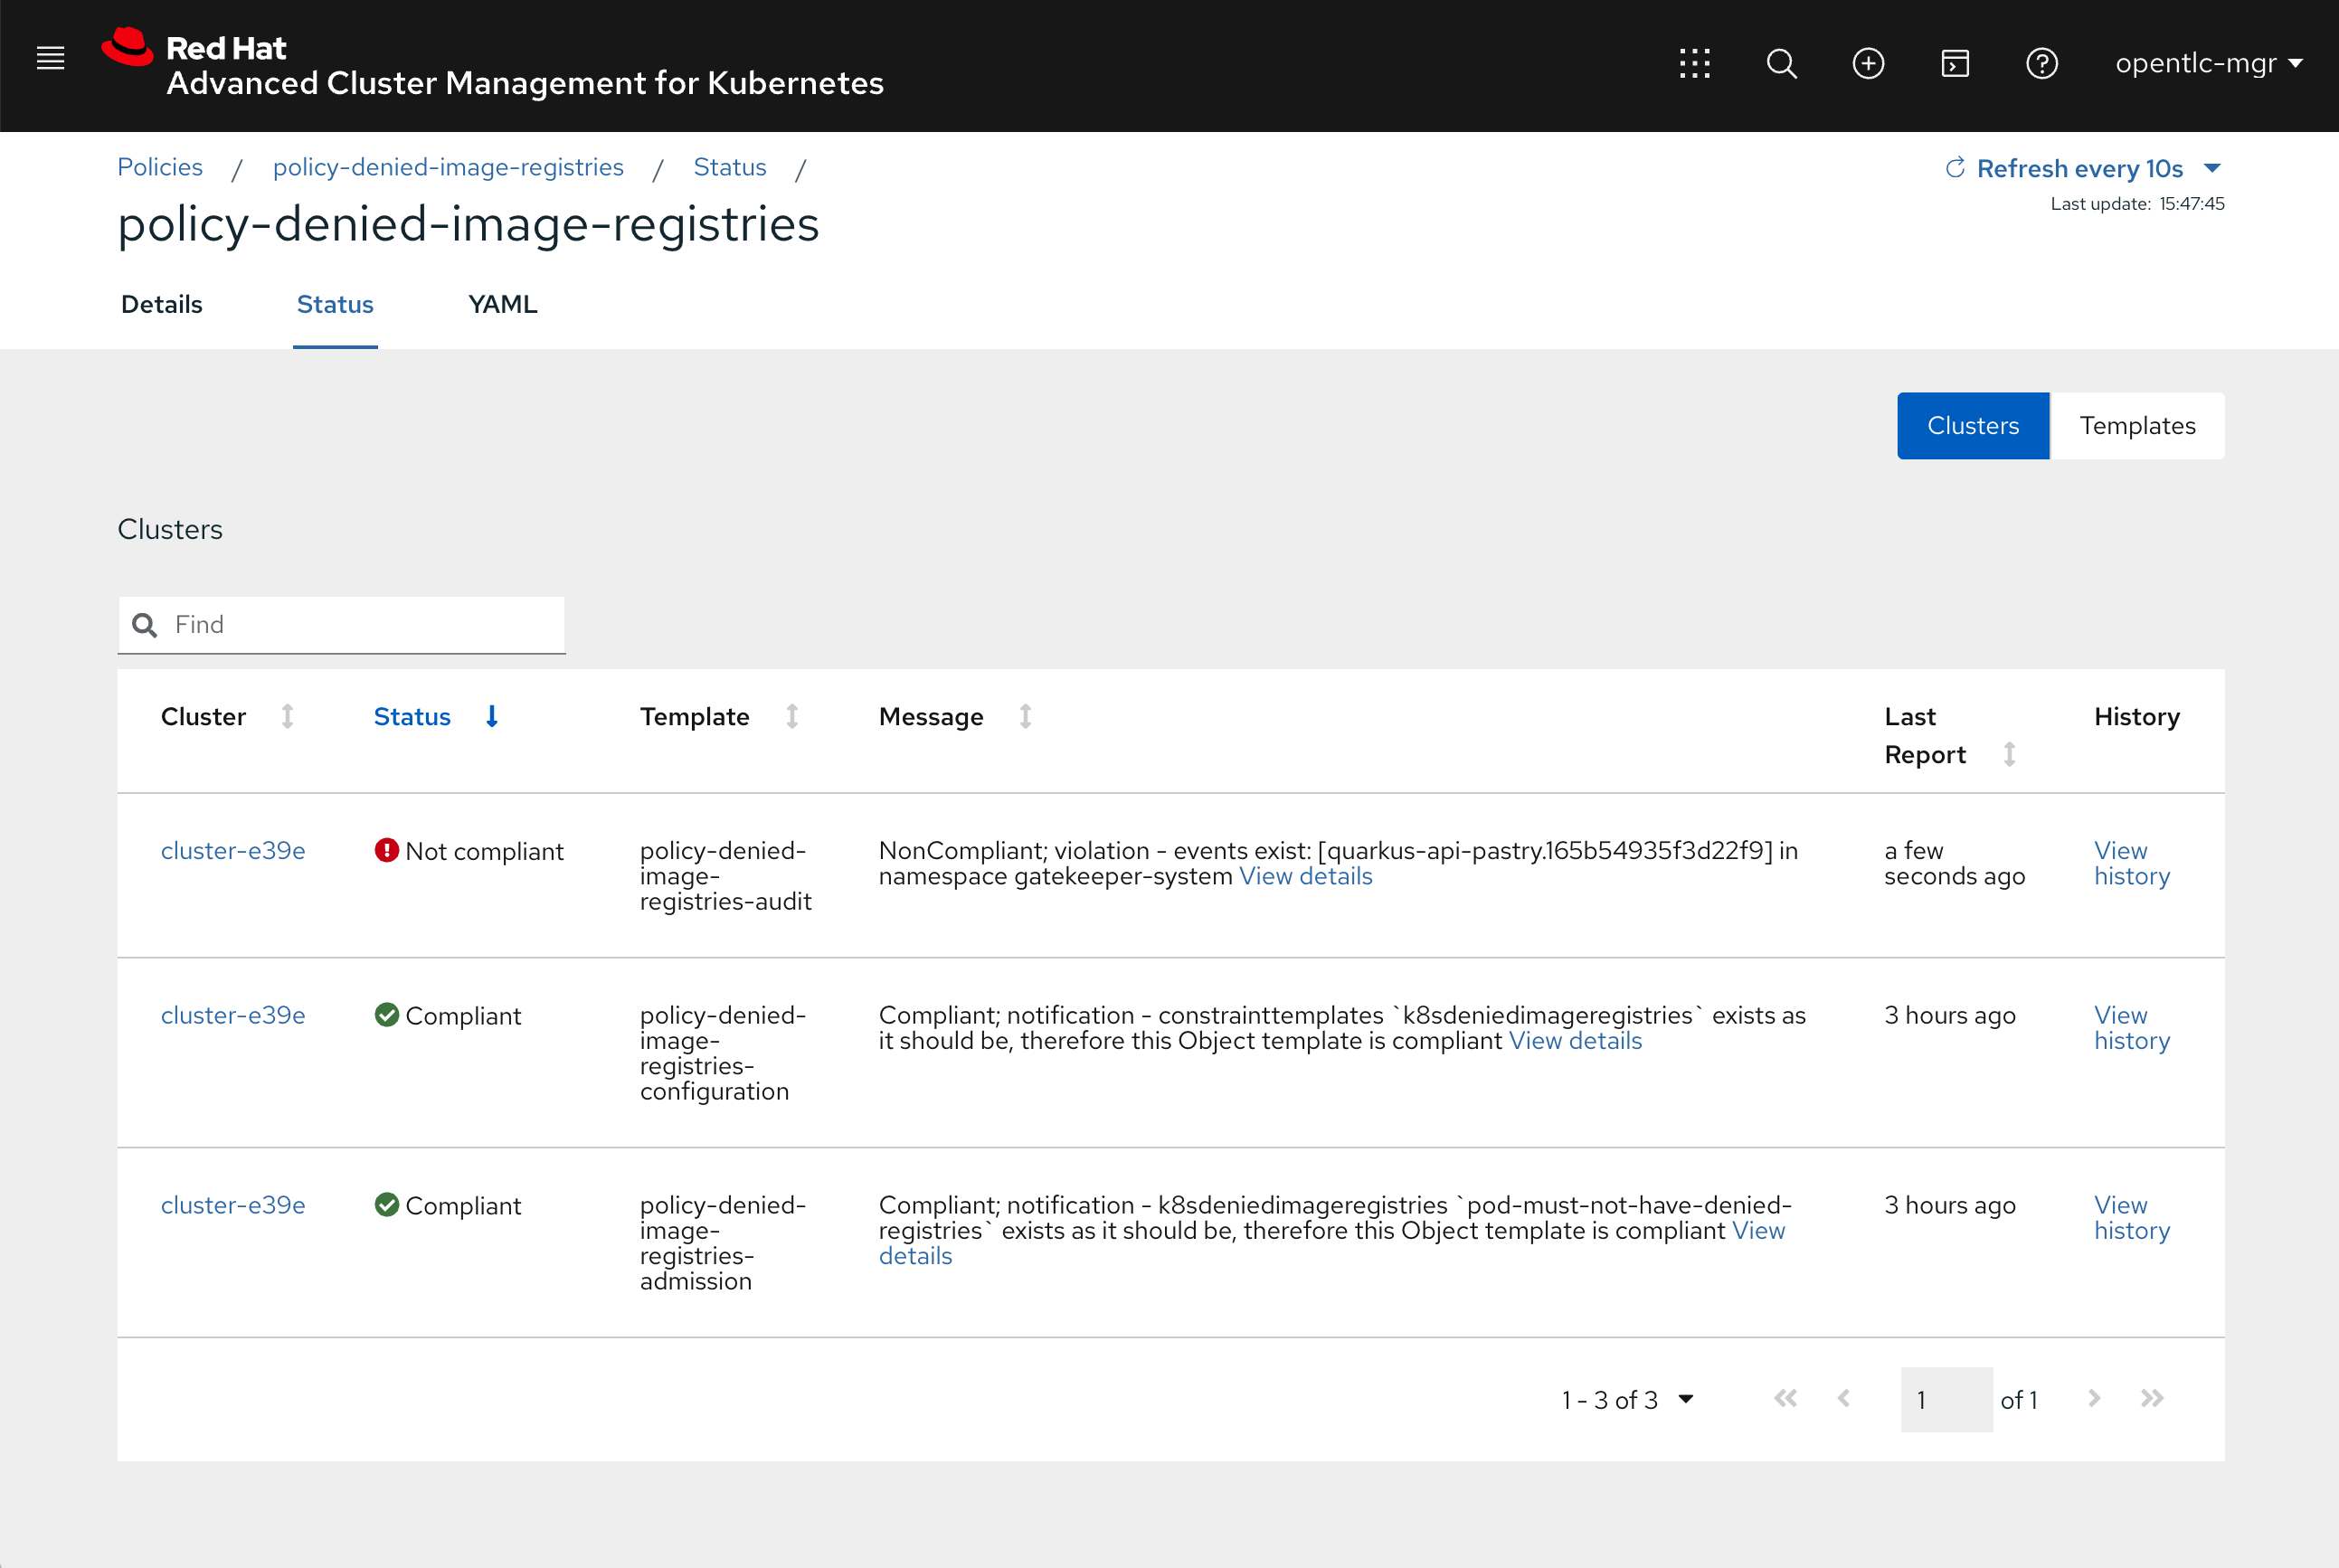 Red Hat
Advanced Cluster Management for Kubernetes
opentlc-mgr
Policies / policy-denied-image-registries / Status /
Refresh every 10s
Last update: 15:47:45
policy-denied-image-registries
Details Status YAML
Clusters Templates
Clusters
Find
Cluster Status Template Message Last Report History
cluster-e39e
Not compliant
policy-denied-
image-
registries-audit
NonCompliant; violation - events exist: [quarkus-api-pastry.165b54935f3d22f9] in
namespace gatekeeper-system View details
a few
seconds ago
View
history
cluster-e39e
Compliant
policy-denied-
image-
registries-
configuration
Compliant; notification - constrainttemplates `k8sdeniedimageregistries` exists as
it should be, therefore this Object template is compliant View details
3 hours ago
View
history
cluster-e39e
Compliant
policy-denied-
image-
registries-
admission
Compliant; notification - k8sdeniedimageregistries `pod-must-not-have-denied-
registries` exists as it should be, therefore this Object template is compliant View
details
3 hours ago
View
history
1 - 3 of 3
1 of 1